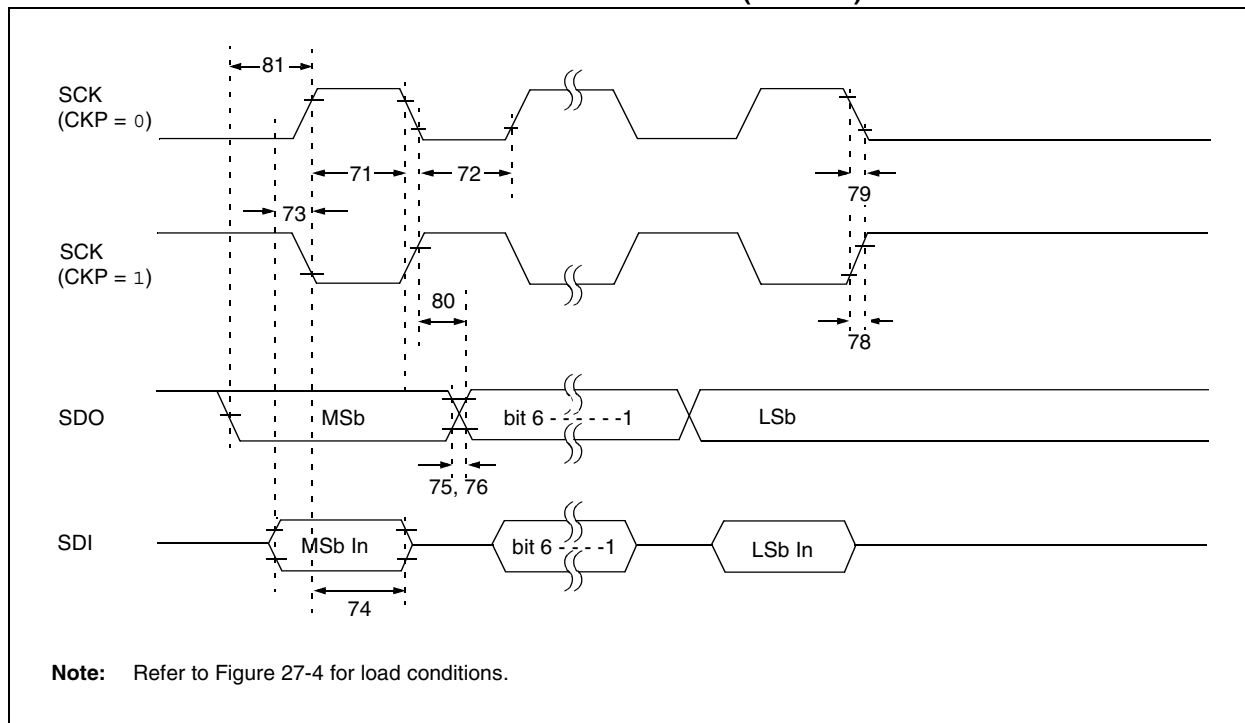 81
SCK
(CKP = 0)
71
72
79
73
SCK
(CKP = 1)
80
78
SDO
MSb
bit 6 - - - - - - -1
LSb
75, 76
SDI
MSb In
bit 6 - - - - -1
LSb In
74
Note: Refer to Figure 27-4 for load conditions.